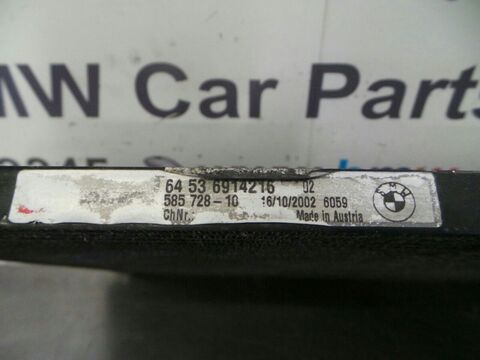 MW Car Parts
64 53 6914216 02
585 728-10 16/10/2002 6059
ChNr. Made in Austria
BMW